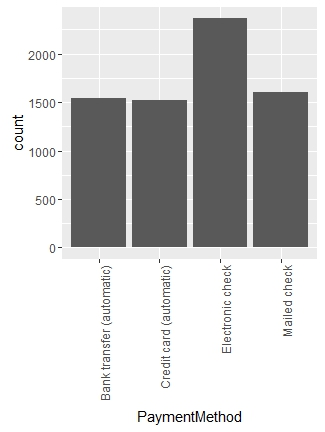 count
2000
1500
1000
500
0
Bank transfer (automatic)
Credit card (automatic)
Electronic check
Mailed check
PaymentMethod